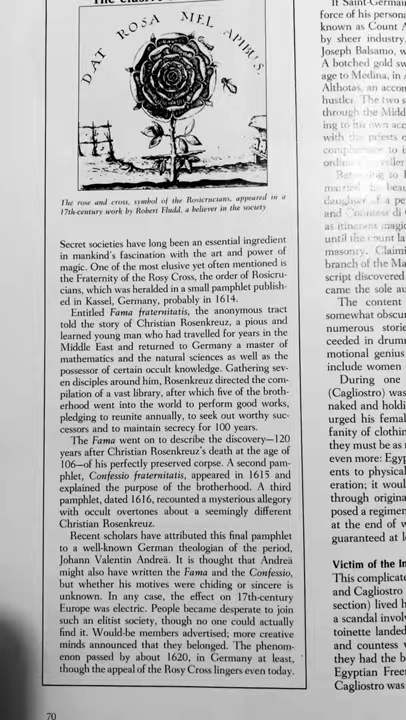 DAT ROSA MEL APIBUS.
The rose and cross, symbol of the Rosicrucians, appeared in a
17th-century work by Robert Fludd, a believer in the society
Secret societies have long been an essential ingredient
in mankind's fascination with the art and power of
magic. One of the most elusive yet often mentioned is
the Fraternity of the Rosy Cross, the order of Rosicru-
cians, which was heralded in a small pamphlet publish-
ed in Kassel, Germany, probably in 1614.
Entitled Fama fraternitatis, the anonymous tract
told the story of Christian Rosenkreuz, a pious and
learned young man who had travelled for years in the
Middle East and returned to Germany a master of
mathematics and the natural sciences as well as the
possessor of certain occult knowledge. Gathering sev-
en disciples around him, Rosenkreuz directed the com-
pilation of a vast library, after which five of the broth-
erhood went into the world to perform good works,
pledging to reunite annually, to seek out worthy suc-
cessors and to maintain secrecy for 100 years.
The Fama went on to describe the discovery—120
years after Christian Rosenkreuz's death at the age of
106—of his perfectly preserved corpse. A second pam-
phlet, Confessio fraternitatis, appeared in 1615 and
explained the purpose of the brotherhood. A third
pamphlet, dated 1616, recounted a mysterious allegory
with occult overtones about a seemingly different
Christian Rosenkreuz.
Recent scholars have attributed this final pamphlet
to a well-known German theologian of the period,
Johann Valentin Andreä. It is thought that Andreä
might also have written the Fama and the Confessio,
but whether his motives were chiding or sincere is
unknown. In any case, the effect on 17th-century
Europe was electric. People became desperate to join
such an elitist society, though no one could actually
find it. Would-be members advertised; more creative
minds announced that they belonged. The phenom-
enon passed by about 1620, in Germany at least,
though the appeal of the Rosy Cross lingers even today.
70
If Saint-Germain
force of his persona
known as Count A
by sheer industry.
Joseph Balsamo, w
A botched gold sw
age to Medina, in
Althotas, an accom
hustler. The two s
through the Midd
ing to his own acc
with the priests o
to i
married
daughter of a pe
and Countess di
as itinerant magic
until the count la
masonry. Claimi
branch of the Ma
script discovered
came the sole au
The content
somewhat obscu
numerous storie
ceeded in drumm
motional genius
include women
During one
(Cagliostro) was
naked and holdi
urged his femal
fanity of clothin
they must be as
even more: Egyp
ents to physical
eration; it woul
through origina
posed a regimen
at the end of w
guaranteed at l
Victim of the In
This complicate
and Cagliostro
section) lived h
a scandal involv
toinette landed
and countess
they had the b
Egyptian Free
Cagliostro was